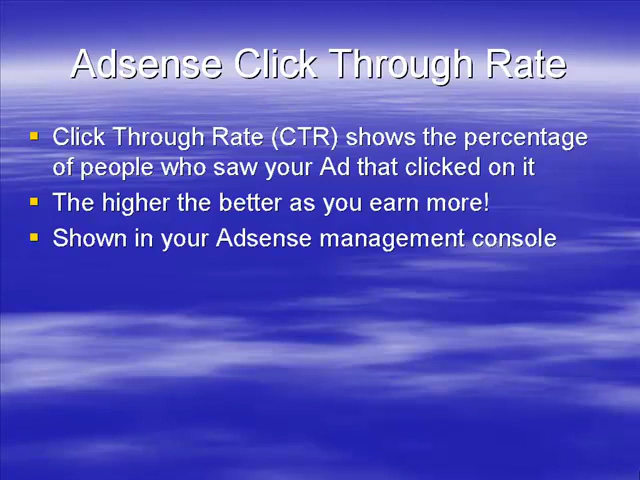 Adsense Click Through Rate
Click Through Rate (CTR) shows the percentage
of people who saw your Ad that clicked on it
The higher the better as you earn more!
Shown in your Adsense management console